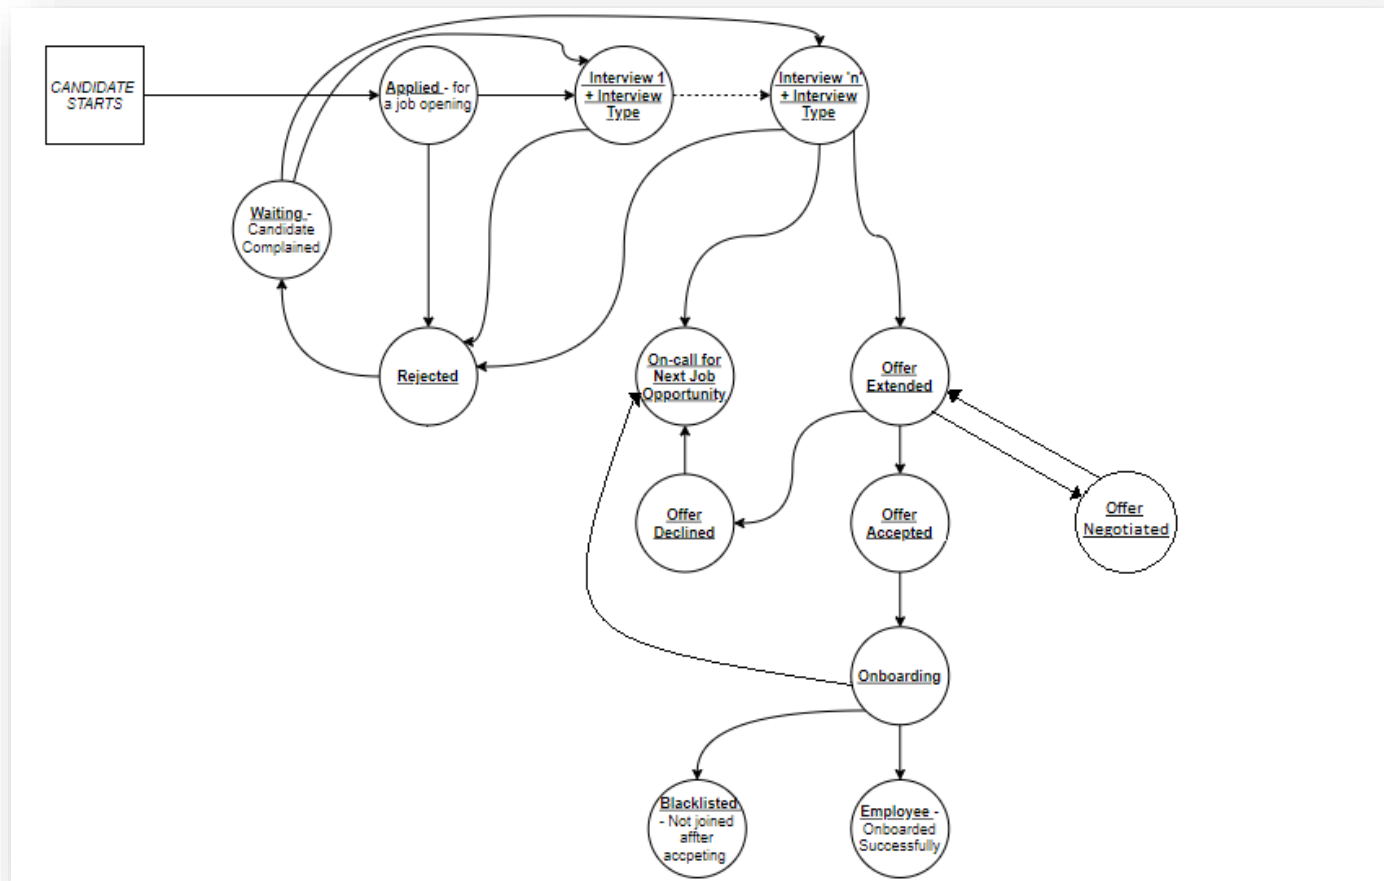 CANDIDATE
STARTS
Applied - for
a job opening
Interview 1
+ Interview
Type
Interview 'n'
+ Interview
Type
Waiting -
Candidate
Complained
Rejected
On-call for
Next Job
Opportunity
Offer
Extended
Offer
Declined
Offer
Accepted
Offer
Negotiated
Onboarding
Blacklisted
- Not joined
affter
accpeting
Employee -
Onboarded
Successfully